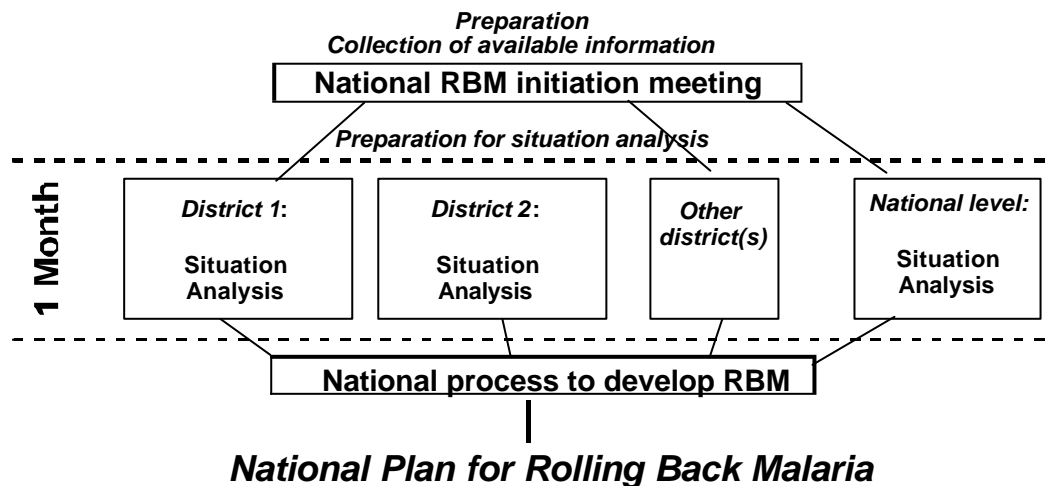 Preparation
Collection of available information
National RBM initiation meeting
Preparation for situation analysis
1 Month
District 1:
Situation
Analysis
District 2:
Situation
Analysis
Other
district(s)
National level:
Situation
Analysis
National process to develop RBM
National Plan for Rolling Back Malaria